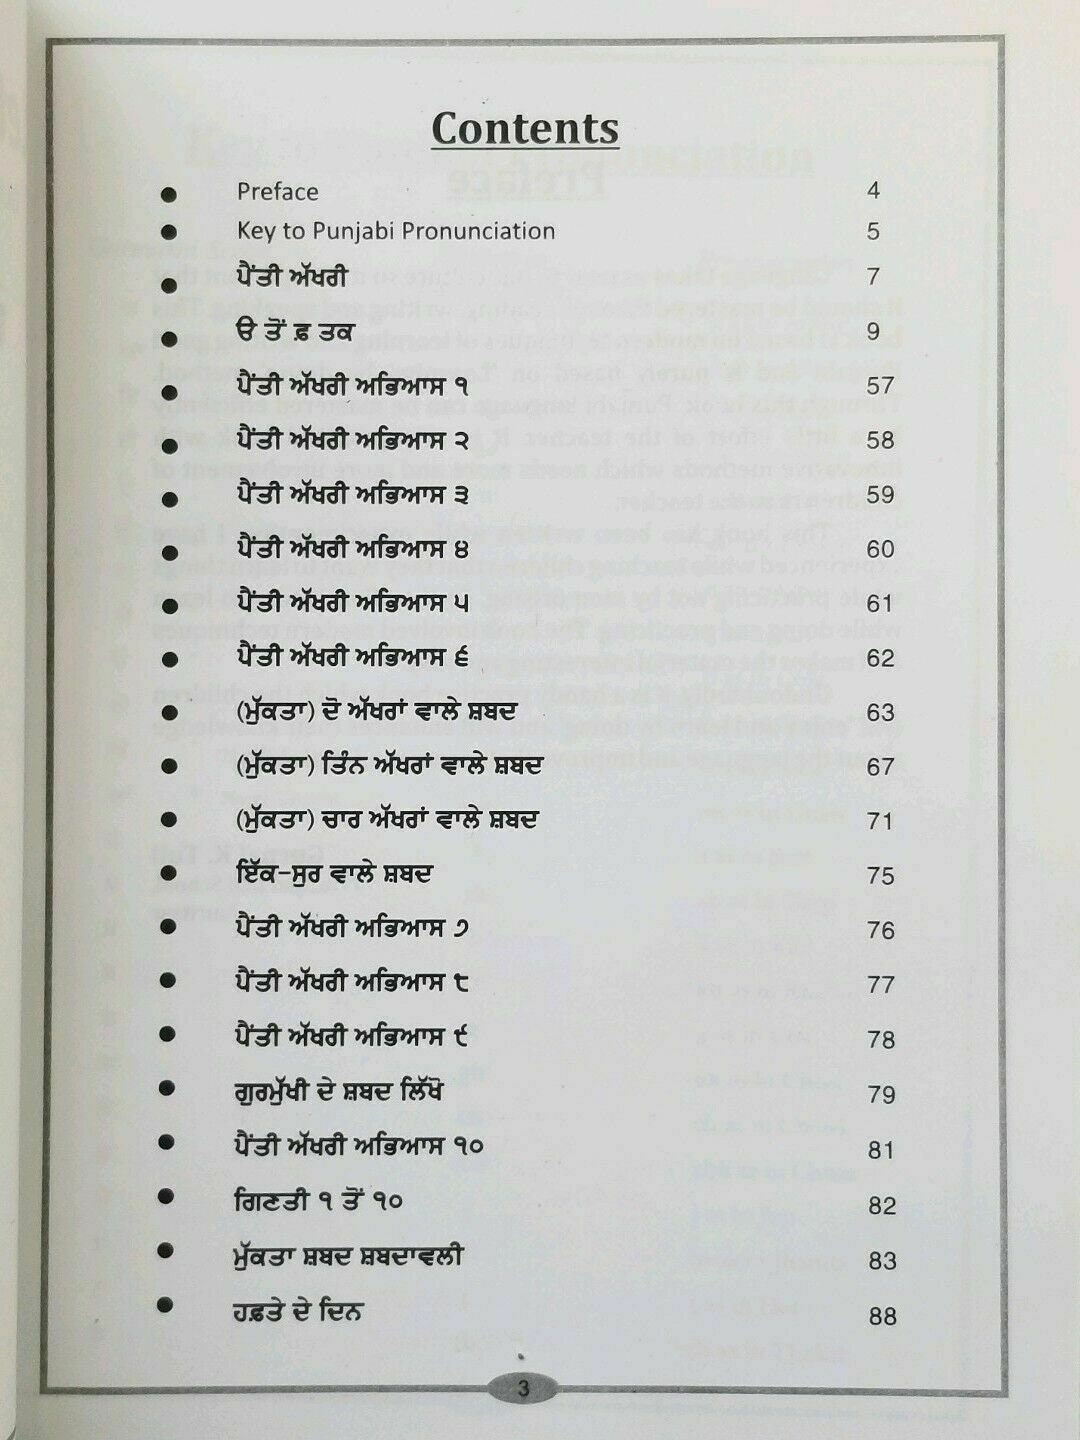 Contents
Preface 4
Key to Punjabi Pronunciation 5
ਪੈਂਤੀ ਅੱਖਰੀ 7
ੳ ਤੋਂ ਫ਼ ਤਕ 9
ਪੈਂਤੀ ਅੱਖਰੀ ਅਭਿਆਸ ੧ 57
ਪੈਂਤੀ ਅੱਖਰੀ ਅਭਿਆਸ ੨ 58
ਪੈਂਤੀ ਅੱਖਰੀ ਅਭਿਆਸ ੩ 59
ਪੈਂਤੀ ਅੱਖਰੀ ਅਭਿਆਸ ੪ 60
ਪੈਂਤੀ ਅੱਖਰੀ ਅਭਿਆਸ ੫ 61
ਪੈਂਤੀ ਅੱਖਰੀ ਅਭਿਆਸ ੬ 62
(ਮੁੱਕਤਾ) ਦੋ ਅੱਖਰਾਂ ਵਾਲੇ ਸ਼ਬਦ 63
(ਮੁੱਕਤਾ) ਤਿੰਨ ਅੱਖਰਾਂ ਵਾਲੇ ਸ਼ਬਦ 67
(ਮੁੱਕਤਾ) ਚਾਰ ਅੱਖਰਾਂ ਵਾਲੇ ਸ਼ਬਦ 71
ਇੱਕ-ਸੁਰ ਵਾਲੇ ਸ਼ਬਦ 75
ਪੈਂਤੀ ਅੱਖਰੀ ਅਭਿਆਸ ੭ 76
ਪੈਂਤੀ ਅੱਖਰੀ ਅਭਿਆਸ ੮ 77
ਪੈਂਤੀ ਅੱਖਰੀ ਅਭਿਆਸ ੯ 78
ਗੁਰਮੁੱਖੀ ਦੇ ਸ਼ਬਦ ਲਿੱਖੋ 79
ਪੈਂਤੀ ਅੱਖਰੀ ਅਭਿਆਸ ੧੦ 81
ਗਿਣਤੀ ੧ ਤੋਂ ੧੦ 82
ਮੁੱਕਤਾ ਸ਼ਬਦ ਸ਼ਬਦਾਵਲੀ 83
ਹਫ਼ਤੇ ਦੇ ਦਿਨ 88
3